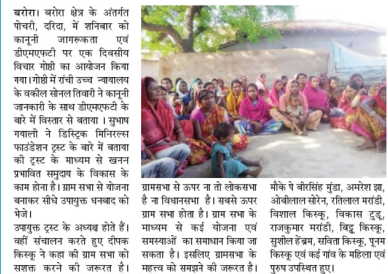 बरोरा। बरोरा क्षेत्र के अंतर्गत
पोचरी, दरिदा, में शनिबार को
कानूनी जागरूकता एवं
डीएमएफटी पर एक दिवसीय
विचार गोष्ठी का आयोजन किया
गया। गोष्ठी में रांची उच्च न्यायालय
के वकील सोनल तिवारी ने कानूनी
जानकारी के साथ डीएमएफटी के
बारे में विस्तार से बताया । सुभाष
गयाली ने डिस्ट्रिक मिनिरल्स
फाउंडेशन ट्रस्ट के बारे में बताया
की ट्रस्ट के माध्यम से खनन
प्रभावित समुदाय के विकास के
काम होना है। ग्राम सभा से योजना
बनाकर सीधे उपायुक्त धनबाद को
भेजे।
उपायुक्त ट्रस्ट के अध्यक्ष होते हैं।
वहीं संचालन करते हुए दीपक
किस्कू ने कहा की ग्राम सभा को
सशक्त करने की जरूरत है।
ग्रामसभा से ऊपर ना तो लोकसभा
है ना विधानसभा है। सबसे ऊपर
ग्राम सभा होता है। ग्राम सभा के
माध्यम से कई योजना एवं
समस्याओं का समाधान किया जा
सकता है। इसलिए ग्रामसभा के
महत्त्व को समझने की जरूरत है।
मौके पे बीरसिंह मुंडा, अमरेश झा,
ओबीलाल सोरेन, रतिलाल मरांडी,
विशाल किस्कू, विशु टुडू,
राजकुमार मरांडी, बिट्टू किस्कू,
सुशील हेंब्रम, सविता किस्कू, पूनम
किस्कू एवं कई गांव के महिला एवं
पुरुष उपस्थित हुए।